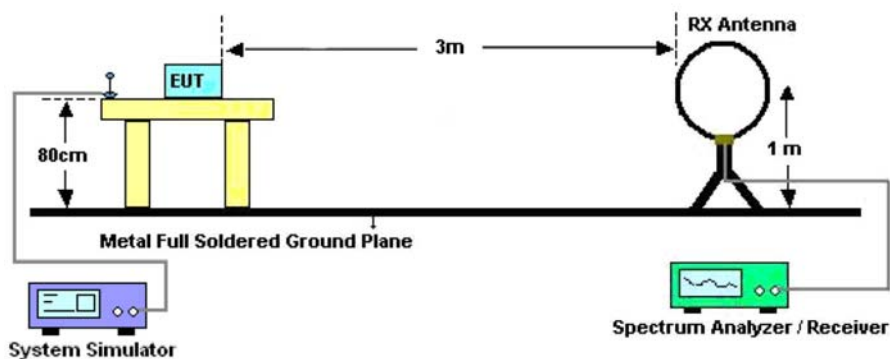 RX Antenna
3m
EUT
80cm
1 m
Metal Full Soldered Ground Plane
System Simulator
Spectrum Analyzer / Receiver